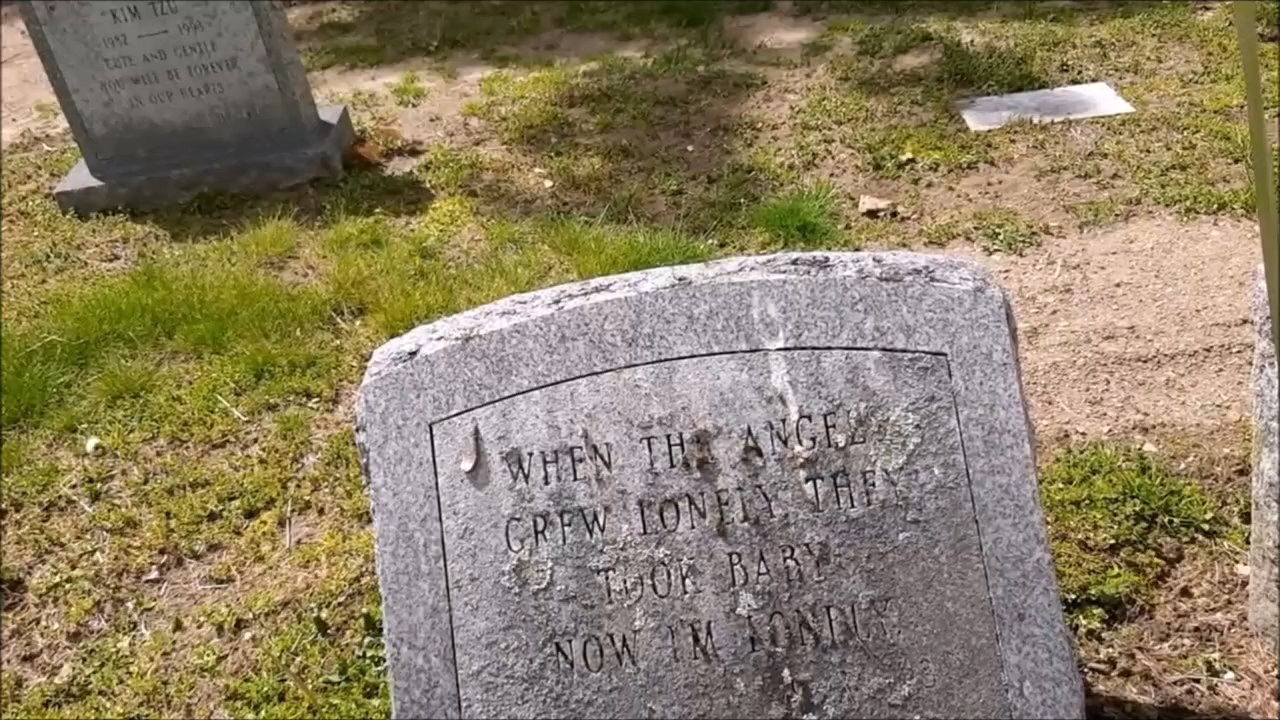 KIM TZU
1982 — 1998
CUTE AND GENTLE
YOU WILL BE FOREVER
IN OUR HEARTS
WHEN THE ANGELS
GREW LONELY THEY
TOOK BABY
NOW I'M LONELY